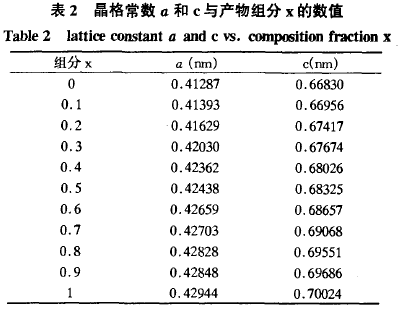 表 2 晶格常数 a 和 c 与产物组分 x 的数值
Table 2 lattice constant a and c vs. composition fraction x
组分 x a (nm) c(nm)
0 0.41287 0.66830
0.1 0.41393 0.66956
0.2 0.41629 0.67417
0.3 0.42030 0.67674
0.4 0.42362 0.68026
0.5 0.42438 0.68325
0.6 0.42659 0.68657
0.7 0.42703 0.69068
0.8 0.42828 0.69551
0.9 0.42848 0.69686
1 0.42944 0.70024